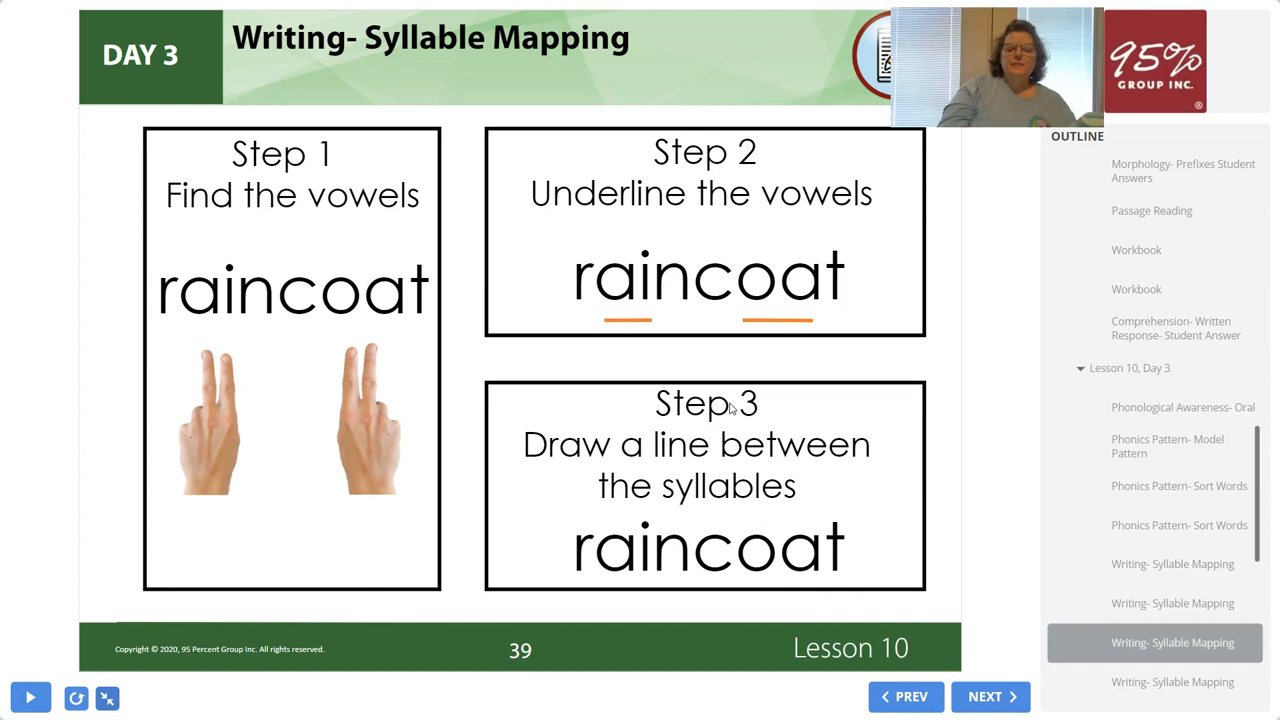 DAY 3
Writing- Syllable Mapping
95%
GROUP INC.
®
Step 1
Find the vowels
raincoat
Step 2
Underline the vowels
raincoat
Step 3
Draw a line between
the syllables
raincoat
Copyright © 2020, 95 Percent Group Inc. All rights reserved.
39
Lesson 10
OUTLINE
Morphology- Prefixes Student
Answers
Passage Reading
Workbook
Workbook
Comprehension- Written
Response- Student Answer
Lesson 10, Day 3
Phonological Awareness- Oral
Phonics Pattern- Model
Pattern
Phonics Pattern- Sort Words
Phonics Pattern- Sort Words
Writing- Syllable Mapping
Writing- Syllable Mapping
Writing- Syllable Mapping
Writing- Syllable Mapping
PREV
NEXT